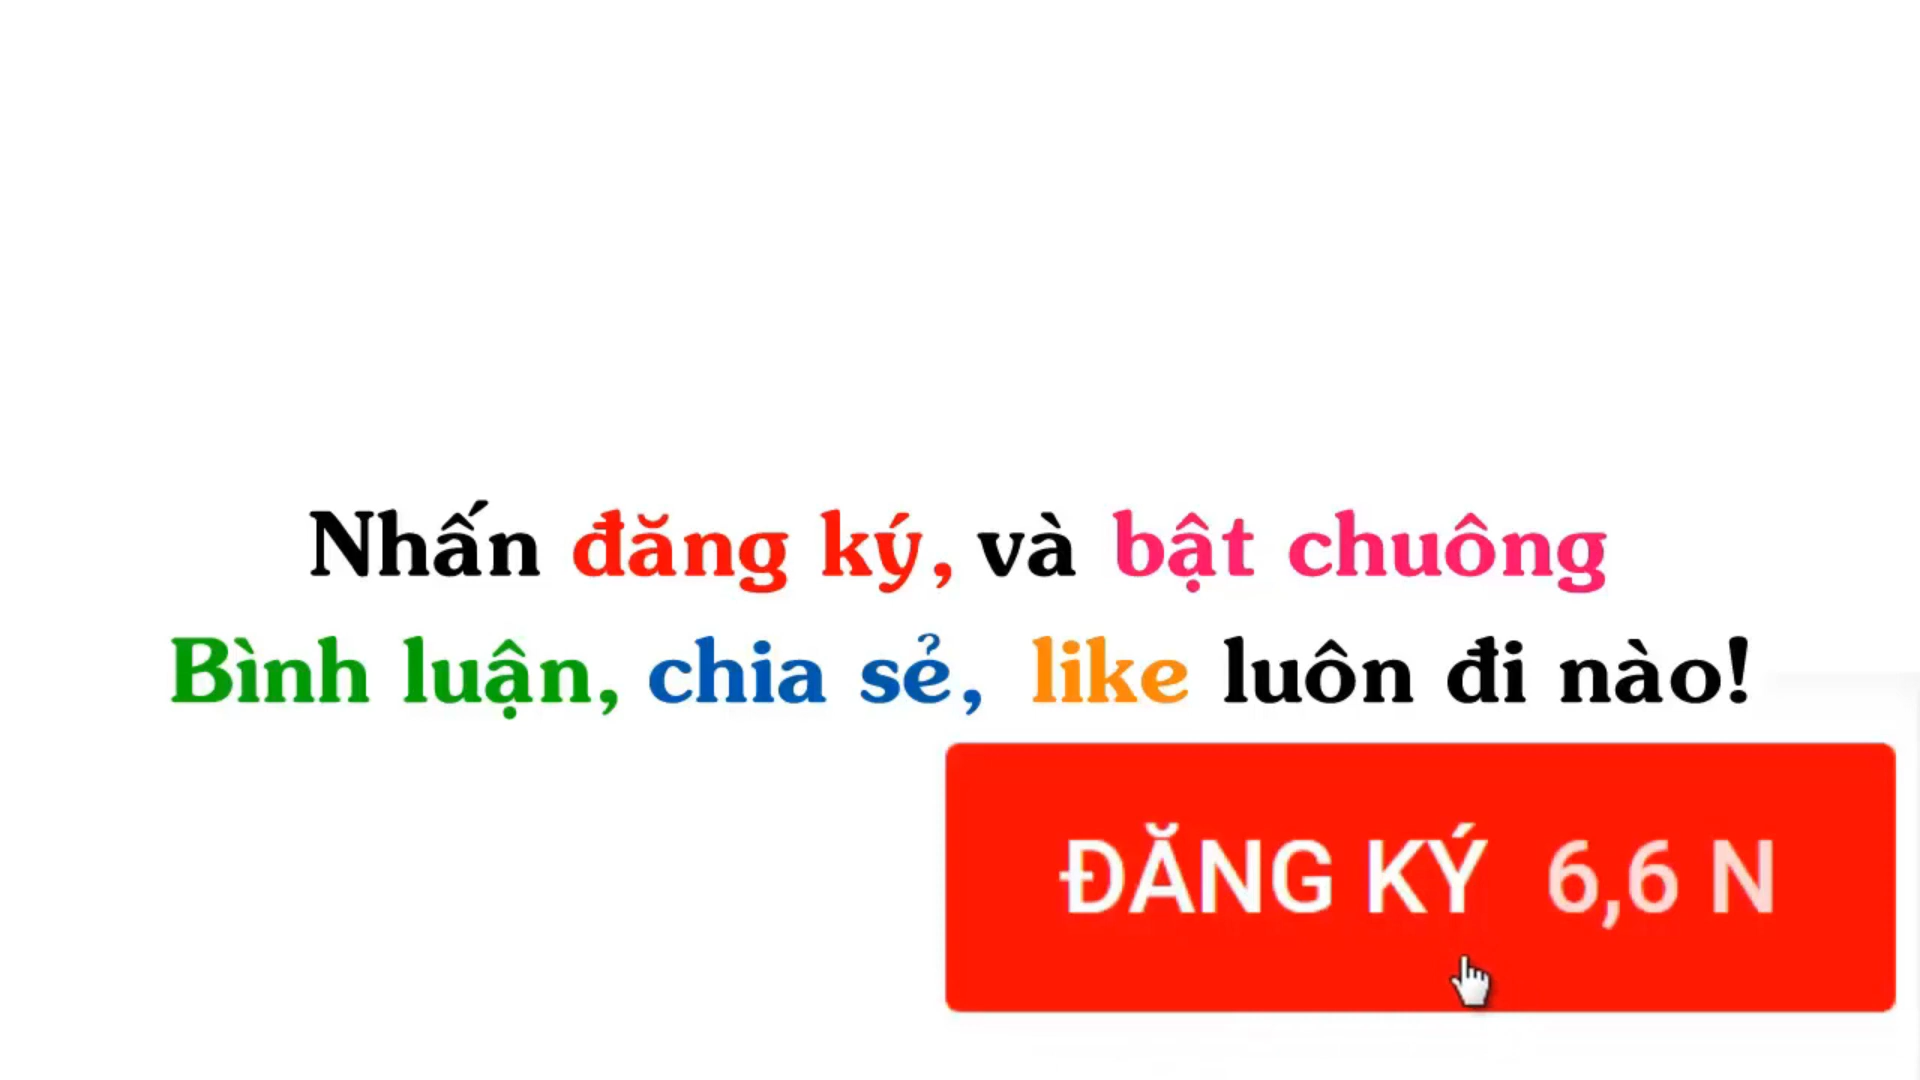 Nhấn đăng ký, và bật chuông
Bình luận, chia sẻ, like luôn đi nào!
ĐĂNG KÝ 6,6 N